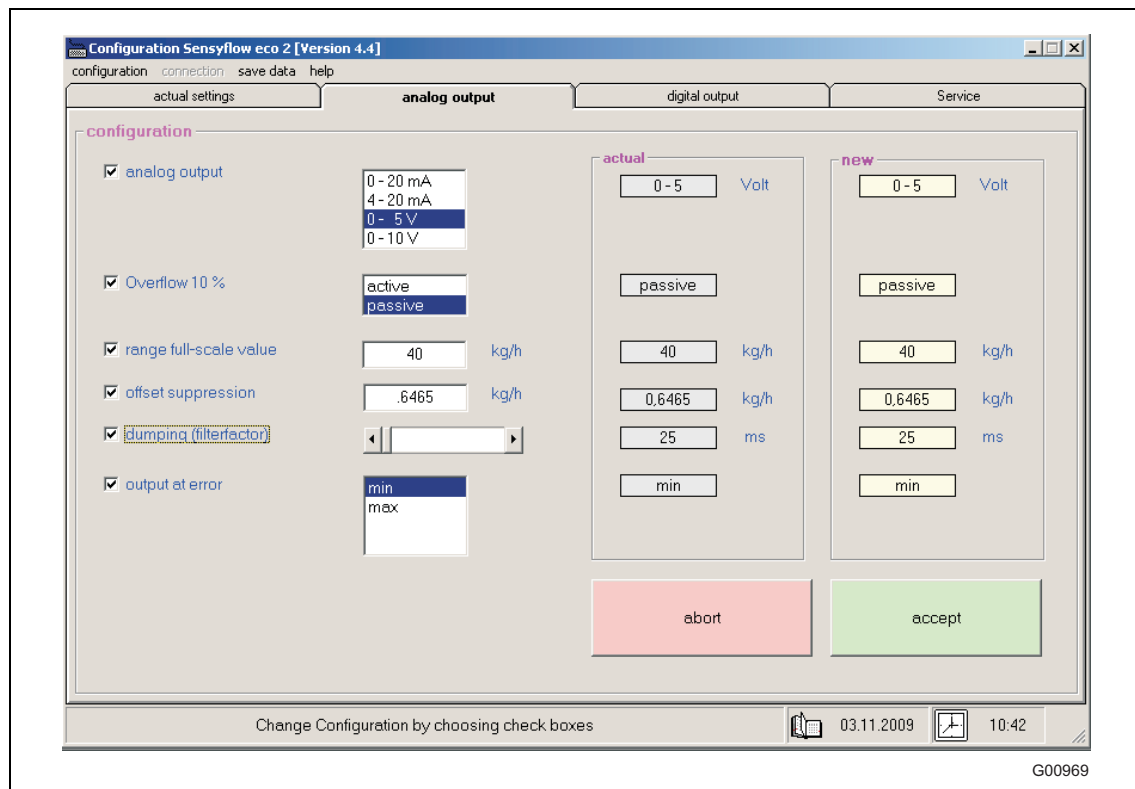 Configuration Sensyflow eco 2 [Version 4.4]
configuration connection save data help
actual settings analog output digital output Service
configuration
actual new
analog output
0 - 20 mA
4 - 20 mA
0 - 5 V
0 - 10 V
0 - 5 Volt 0 - 5 Volt
Overflow 10 %
active
passive
passive passive
range full-scale value 40 kg/h 40 kg/h 40 kg/h
offset suppression .6465 kg/h 0,6465 kg/h 0,6465 kg/h
dumping (filterfactor) 25 ms 25 ms
output at error
min
max
min min
abort accept
Change Configuration by choosing check boxes 03.11.2009 10:42
G00969